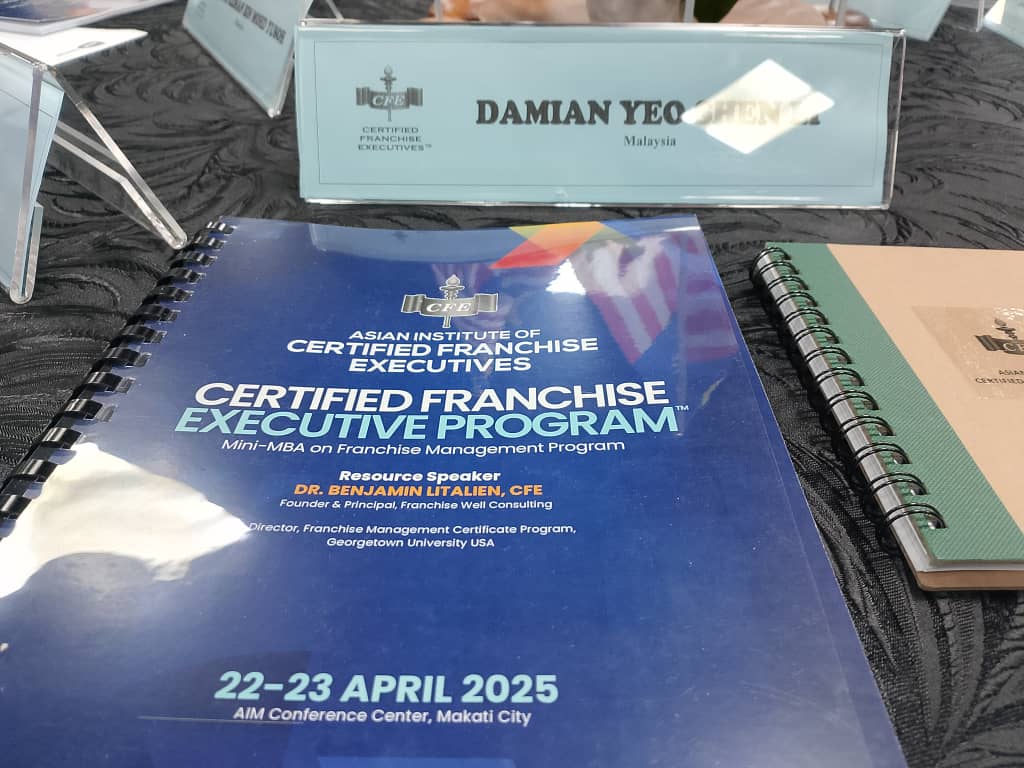 CFE
CERTIFIED
FRANCHISE
EXECUTIVES™
DAMIAN YEO SHEN LI
Malaysia
CFE
ASIAN INSTITUTE OF
CERTIFIED FRANCHISE
EXECUTIVES
CERTIFIED FRANCHISE
EXECUTIVE PROGRAM™
Mini-MBA on Franchise Management Program
Resource Speaker
DR. BENJAMIN LITALIEN, CFE
Founder & Principal, Franchise Well Consulting
Director, Franchise Management Certificate Program,
Georgetown University USA
22-23 APRIL 2025
AIM Conference Center, Makati City